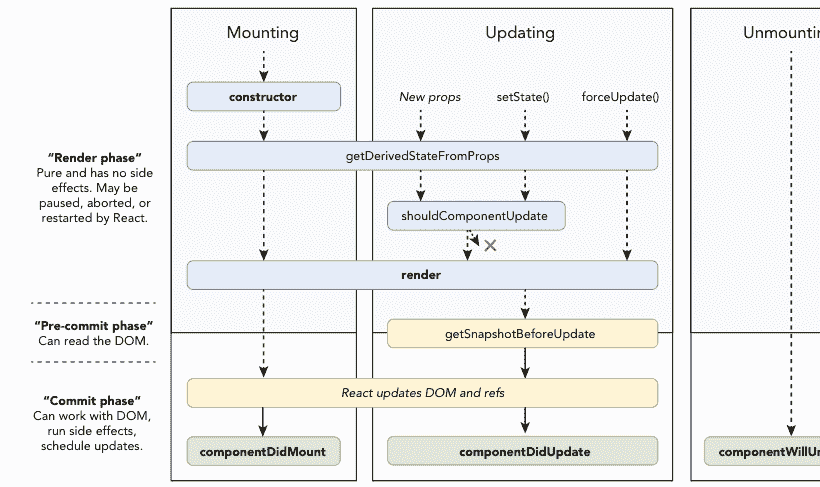 Mounting
Updating
constructor
New props
setState()
forceUpdate()
“Render phase”
Pure and has no side
effects. May be
paused, aborted, or
restarted by React.
getDerivedStateFromProps
shouldComponentUpdate
render
“Pre-commit phase”
Can read the DOM.
getSnapshotBeforeUpdate
“Commit phase”
Can work with DOM,
run side effects,
schedule updates.
React updates DOM and refs
componentDidMount
componentDidUpdate